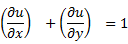 (∂u/∂x) + (∂u/∂y) = 1